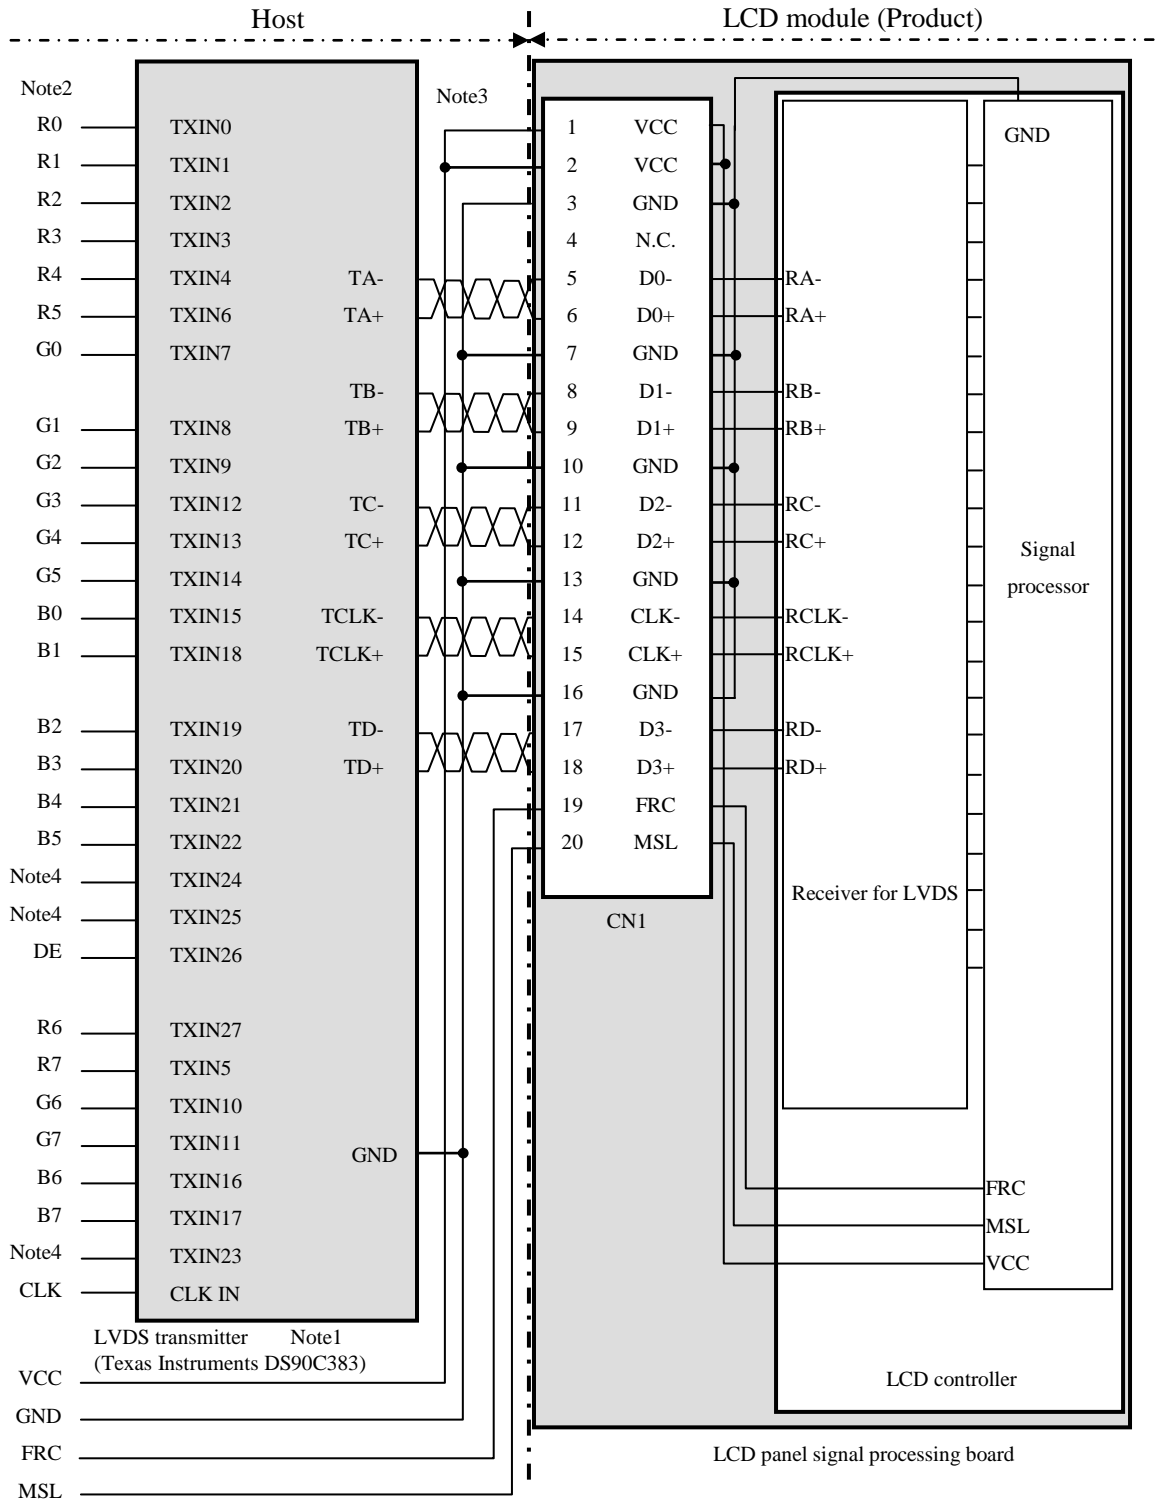 Host LCD module (Product)
Note2 Note3
R0 TXIN0 1 VCC GND
R1 TXIN1 2 VCC
R2 TXIN2 3 GND
R3 TXIN3 4 N.C.
R4 TXIN4 TA- 5 D0- RA-
R5 TXIN6 TA+ 6 D0+ RA+
G0 TXIN7 7 GND
TB- 8 D1- RB-
G1 TXIN8 TB+ 9 D1+ RB+
G2 TXIN9 10 GND
G3 TXIN12 TC- 11 D2- RC-
G4 TXIN13 TC+ 12 D2+ RC+ Signal
G5 TXIN14 13 GND processor
B0 TXIN15 TCLK- 14 CLK- RCLK-
B1 TXIN18 TCLK+ 15 CLK+ RCLK+
16 GND
B2 TXIN19 TD- 17 D3- RD-
B3 TXIN20 TD+ 18 D3+ RD+
B4 TXIN21 19 FRC
B5 TXIN22 20 MSL
Note4 TXIN24 Receiver for LVDS
Note4 TXIN25 CN1
DE TXIN26
R6 TXIN27
R7 TXIN5
G6 TXIN10
G7 TXIN11 GND
B6 TXIN16 FRC
B7 TXIN17 MSL
Note4 TXIN23 VCC
CLK CLK IN
LVDS transmitter Note1
(Texas Instruments DS90C383)
VCC LCD controller
GND
FRC LCD panel signal processing board
MSL